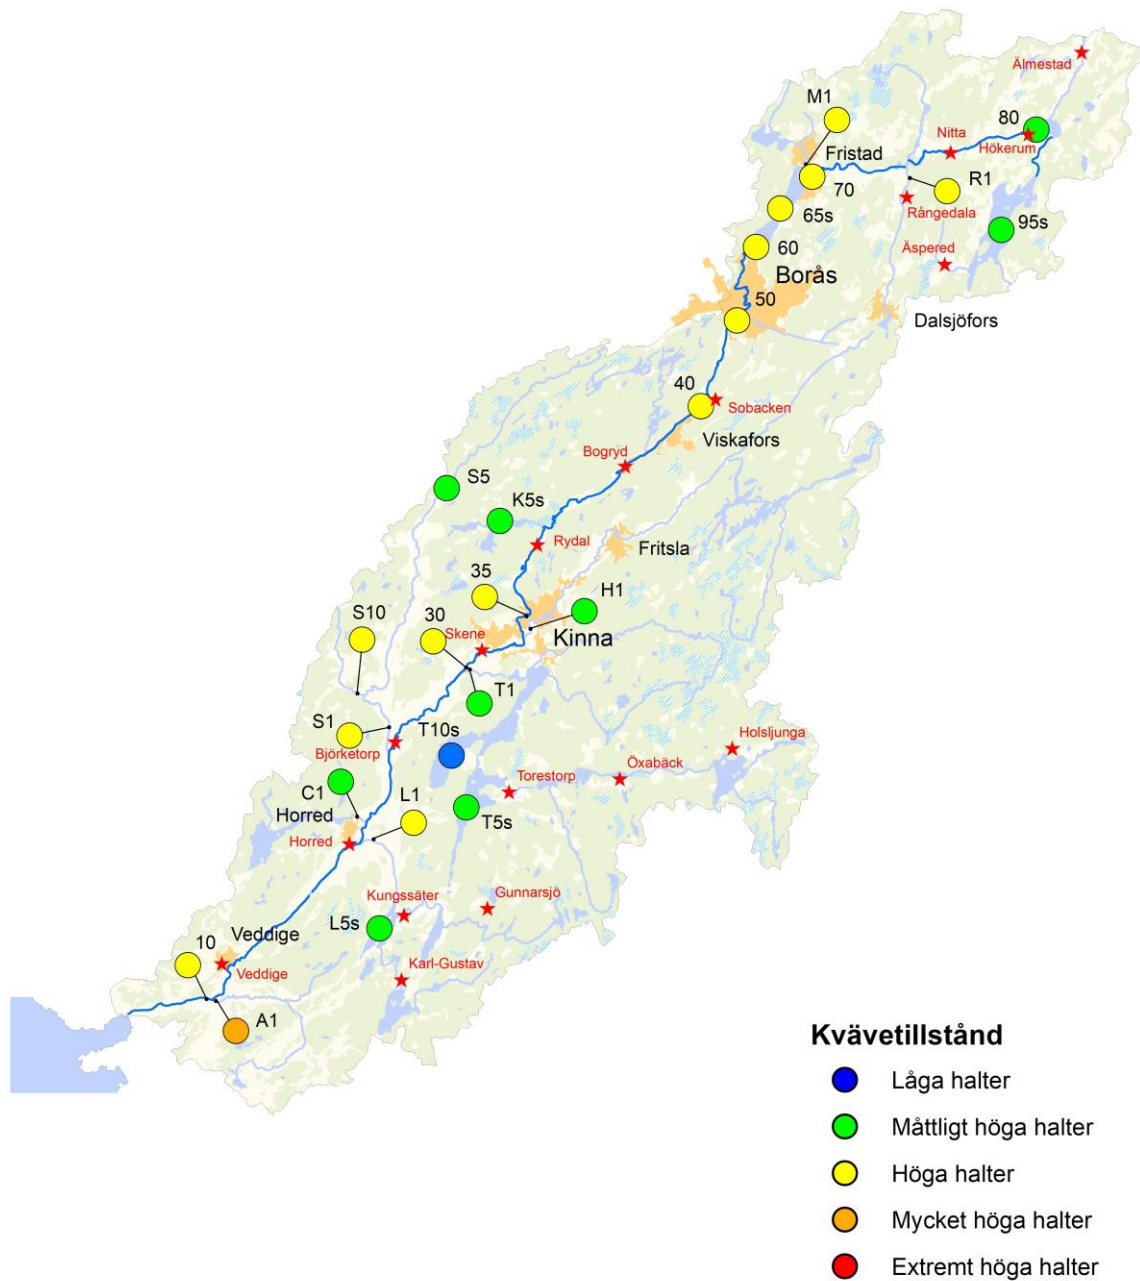 Älmestad
M1
80
Nitta
Hökerum
Fristad
70
R1
65s
Rångedala
95s
60
Äspered
Borås
50
Dalsjöfors
40
Sobacken
Viskafors
Bogryd
S5
K5s
Rydal
Fritsla
35
H1
S10
30
Skene
Kinna
T1
S1
T10s
Björketorp
Holsljunga
Öxabäck
Torestorp
C1
L1
T5s
Horred
Horred
Kungssäter
Gunnarsjö
L5s
Veddige
10
Veddige
Karl-Gustav
A1
Kvävetillstånd
Låga halter
Måttligt höga halter
Höga halter
Mycket höga halter
Extremt höga halter